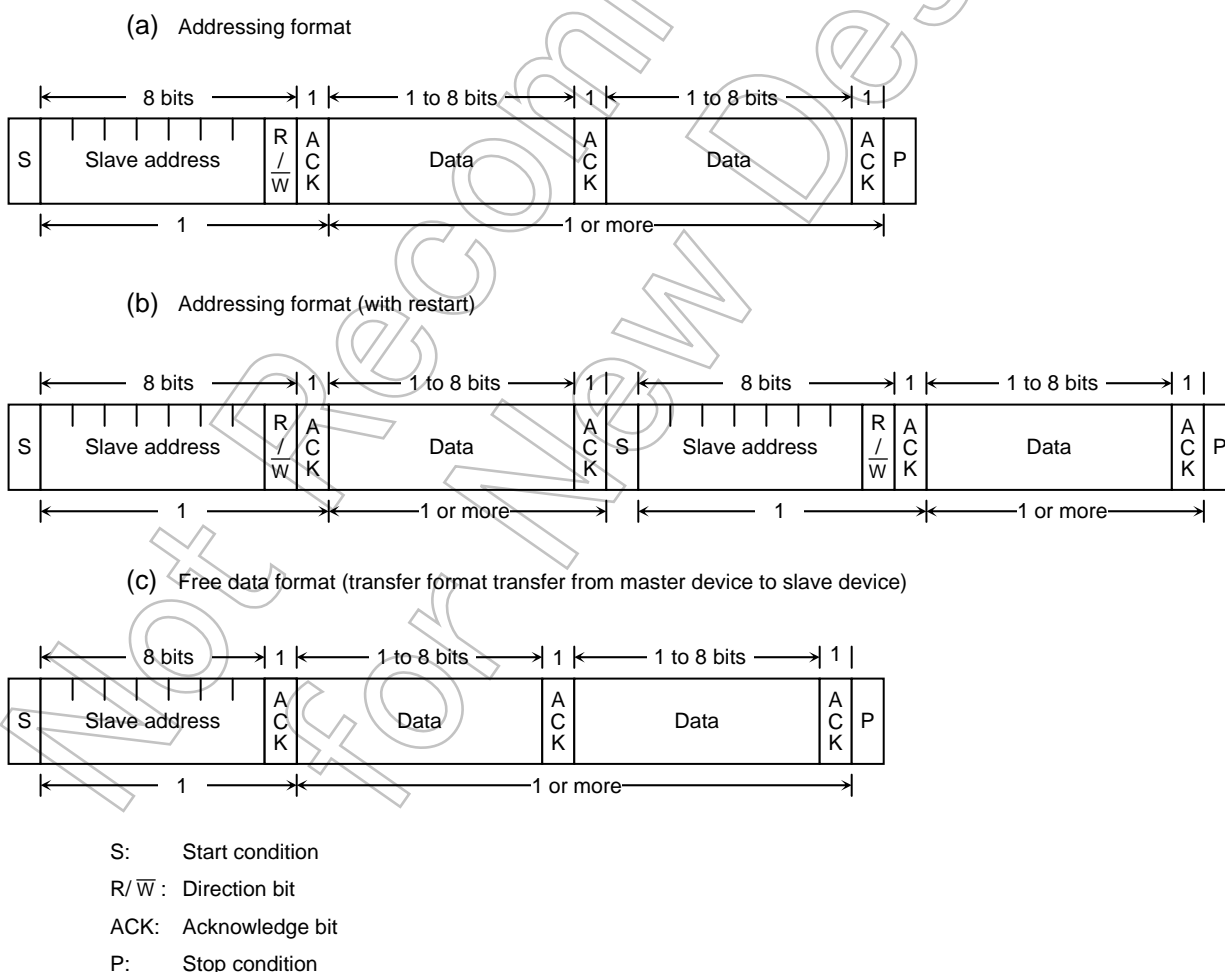 (a) Addressing format
8 bits 1 1 to 8 bits 1 1 to 8 bits 1
S Slave address R/W̅ ACK Data ACK Data ACK P
1 1 or more
(b) Addressing format (with restart)
8 bits 1 1 to 8 bits 1 8 bits 1 1 to 8 bits 1
S Slave address R/W̅ ACK Data ACK S Slave address R/W̅ ACK Data ACK P
1 1 or more 1 1 or more
(c) Free data format (transfer format transfer from master device to slave device)
8 bits 1 1 to 8 bits 1 1 to 8 bits 1
S Slave address ACK Data ACK Data ACK P
1 1 or more
S: Start condition
R/W̅ : Direction bit
ACK: Acknowledge bit
P: Stop condition
Not Recom
for New Des